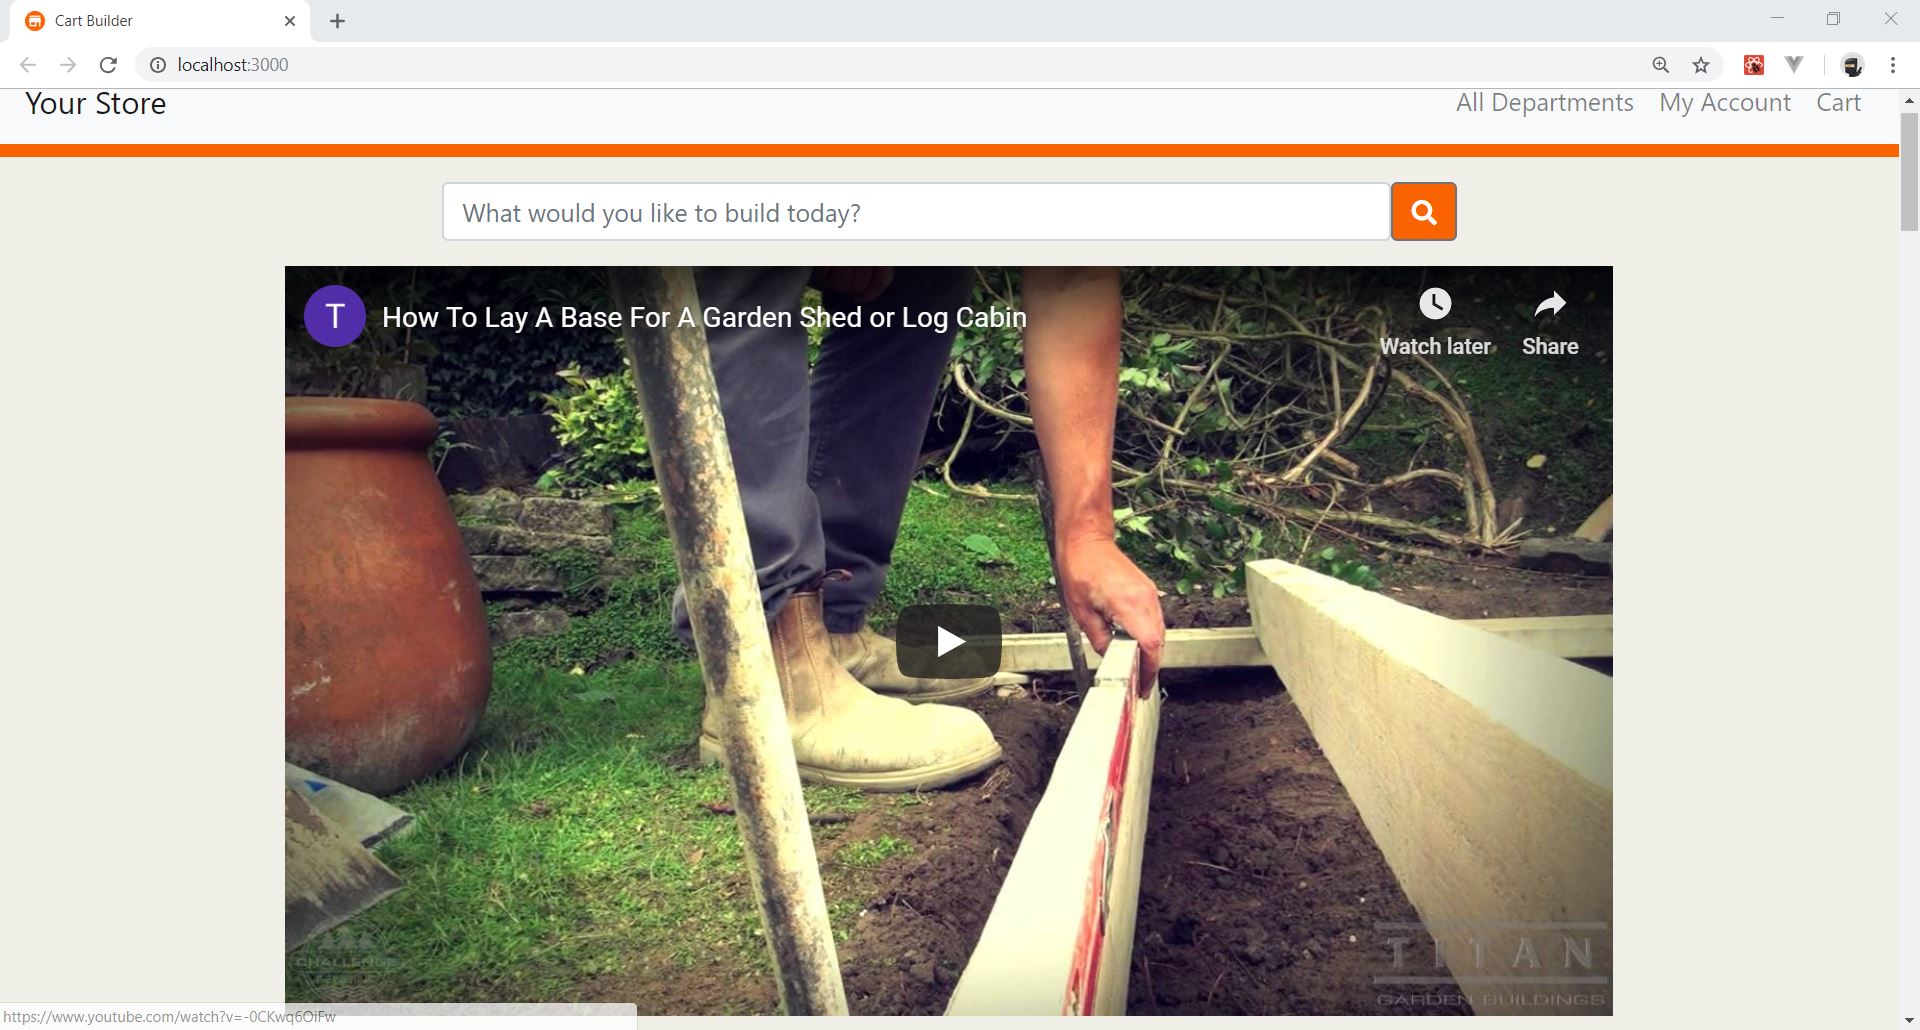 Cart Builder
localhost:3000
Your Store
All Departments My Account Cart
What would you like to build today?
T
How To Lay A Base For A Garden Shed or Log Cabin
Watch later
Share
CHALLENGE
TITAN
GARDEN BUILDINGS
https://www.youtube.com/watch?v=-0CKwq6OiFw